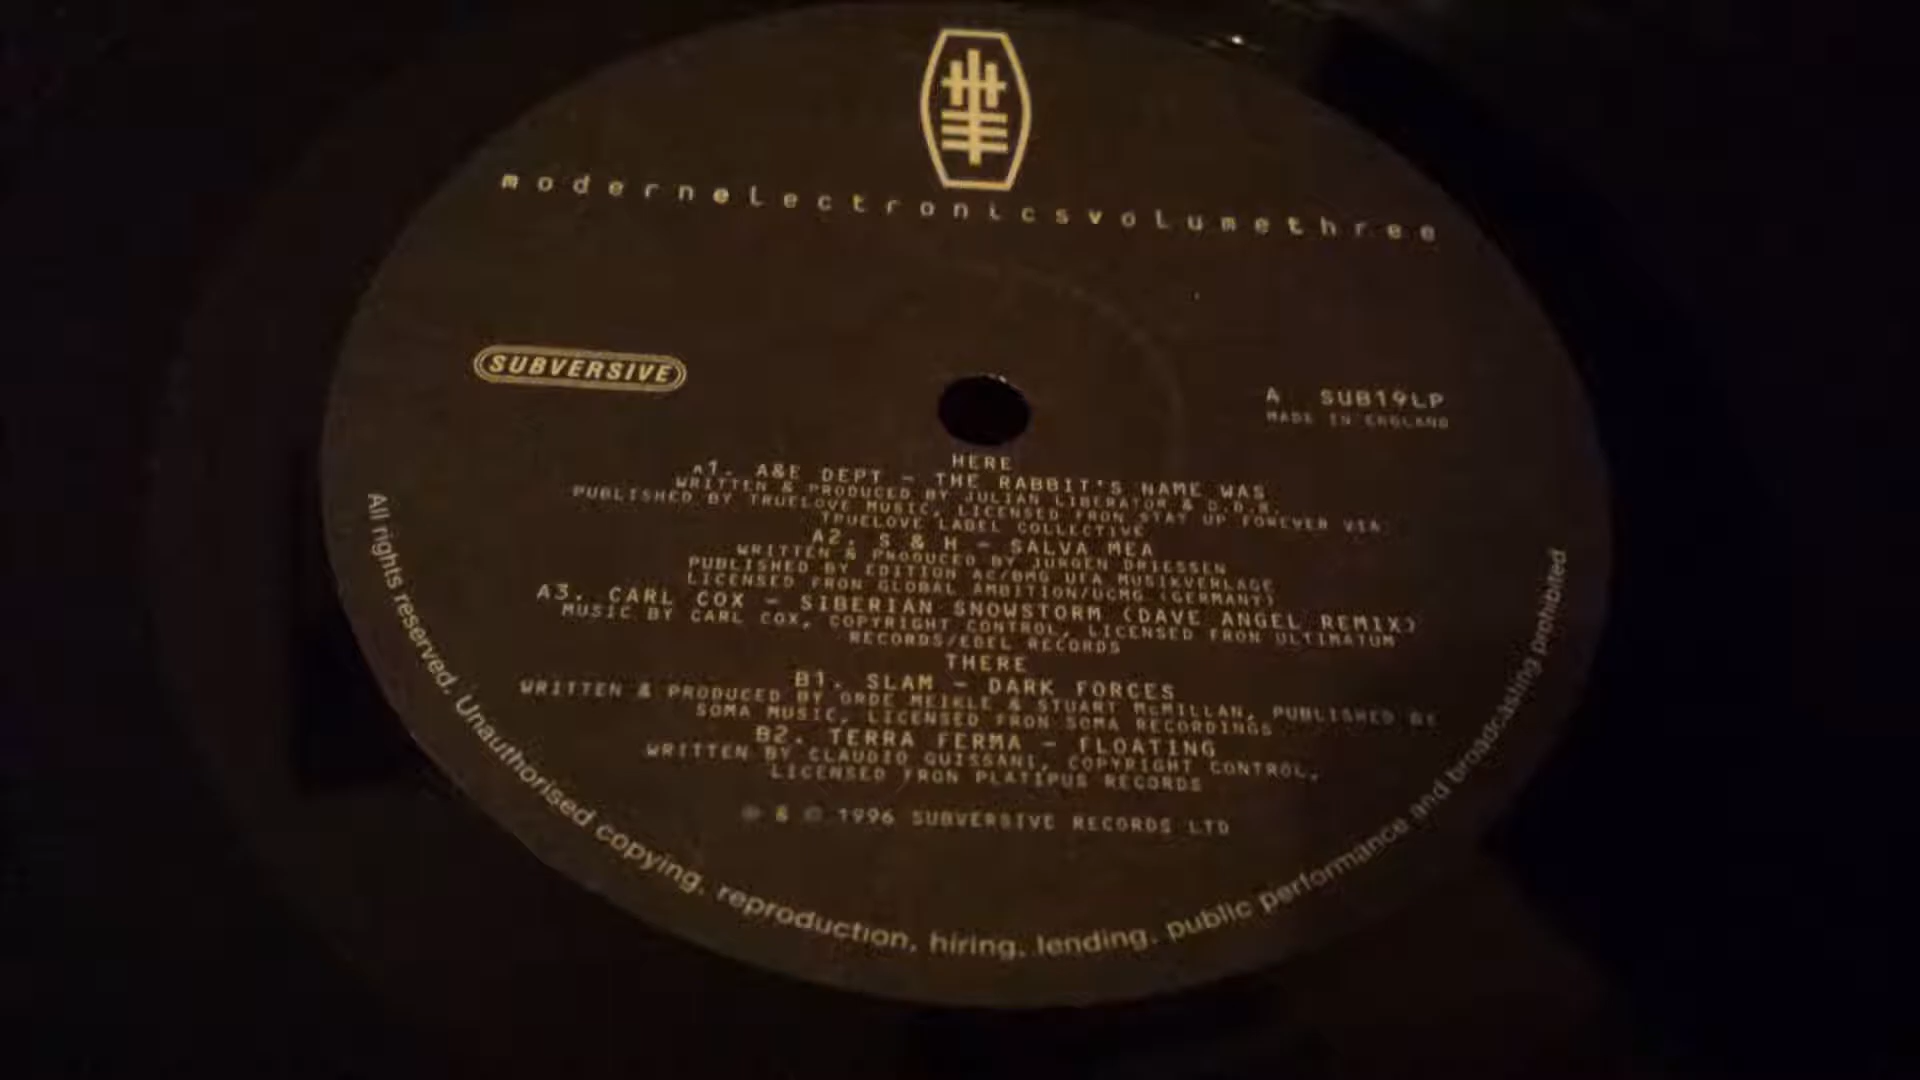 modernelectronicsvolumethree
SUBVERSIVE
A SUB19LP
MADE IN ENGLAND
HERE
A1. A&E DEPT - THE RABBIT'S NAME WAS
WRITTEN & PRODUCED BY JULIAN LIBERATOR & D.D.R.
PUBLISHED BY TRUELOVE MUSIC, LICENSED FROM STAY UP FOREVER VIA
TRUELOVE LABEL COLLECTIVE
A2. S & H - SALVA MEA
WRITTEN & PRODUCED BY JURGEN DRIESSEN
PUBLISHED BY EDITION AC/BMG UFA MUSIKVERLAGE
LICENSED FROM GLOBAL AMBITION/UCMG (GERMANY)
A3. CARL COX - SIBERIAN SNOWSTORM (DAVE ANGEL REMIX)
MUSIC BY CARL COX, COPYRIGHT CONTROL, LICENSED FROM ULTIMATUM
RECORDS/EDEL RECORDS
THERE
B1. SLAM - DARK FORCES
WRITTEN & PRODUCED BY ORDE MEIKLE & STUART McMILLAN, PUBLISHED BY
SOMA MUSIC, LICENSED FROM SOMA RECORDINGS
B2. TERRA FERMA - FLOATING
WRITTEN BY CLAUDIO GUISSANI, COPYRIGHT CONTROL,
LICENSED FROM PLATIPUS RECORDS
℗ & © 1996 SUBVERSIVE RECORDS LTD
All rights reserved. Unauthorised copying, reproduction, hiring, lending, public performance and broadcasting prohibited